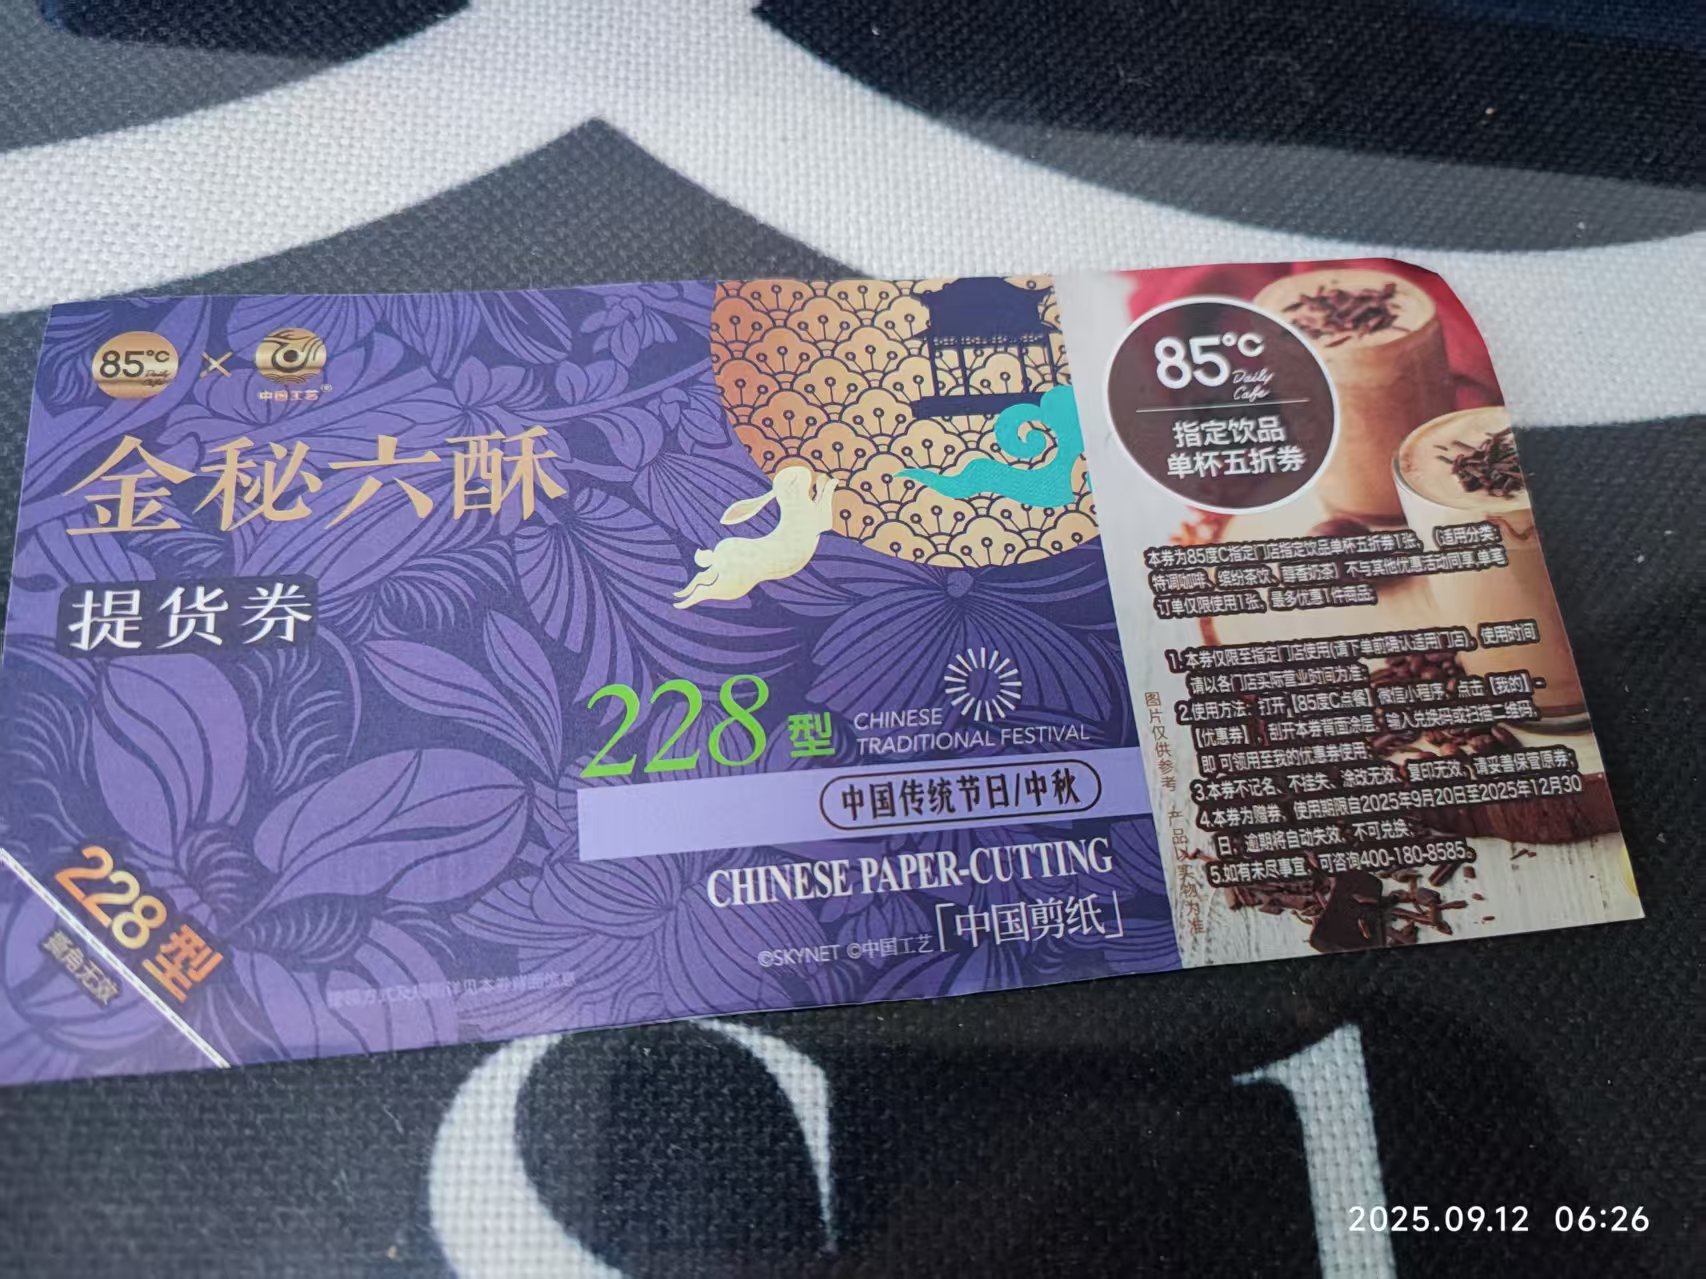 85°C
Daily
Café
×
中国工艺®
金秘六酥
提货券
228型
CHINESE
TRADITIONAL FESTIVAL
中国传统节日/中秋
CHINESE PAPER-CUTTING
「中国剪纸」
©SKYNET ©中国工艺
228型
撕角无效
85°C
Daily
Cafe
指定饮品
单杯五折券
本券为85度C指定门店指定饮品单杯五折券1张，（适用分类：
特调咖啡、缤纷茶饮、醇香奶茶）不与其他优惠活动同享,单笔
订单仅限使用1张，最多优惠1件商品;
1.本券仅限至指定门店使用(请下单前确认适用门店)，使用时间
请以各门店实际营业时间为准;
2.使用方法：打开【85度C点餐】微信小程序，点击【我的】-
【优惠券】，刮开本券背面涂层，输入兑换码或扫描二维码，
即可领用至我的优惠券使用;
3.本券不记名、不挂失、涂改无效、复印无效，请妥善保管原券;
4.本券为赠券，使用期限自2025年9月20日至2025年12月30
日，逾期将自动失效，不可兑换;
5.如有未尽事宜，可咨询400-180-8585。
图片仅供参考 产品以实物为准
2025.09.12 06:26